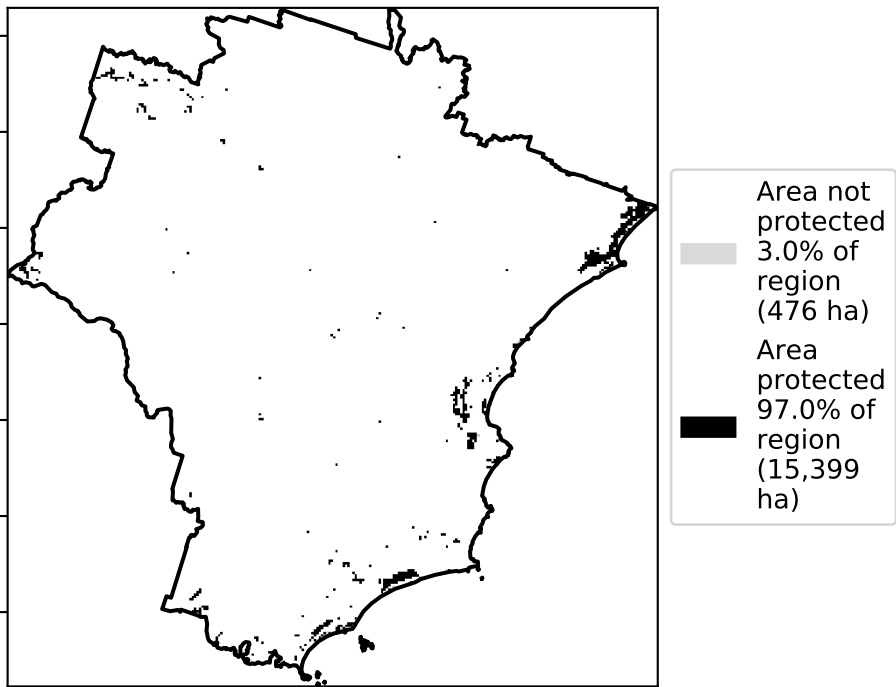 Area not
protected
3.0% of
region
(476 ha)
Area
protected
97.0% of
region
(15,399
ha)